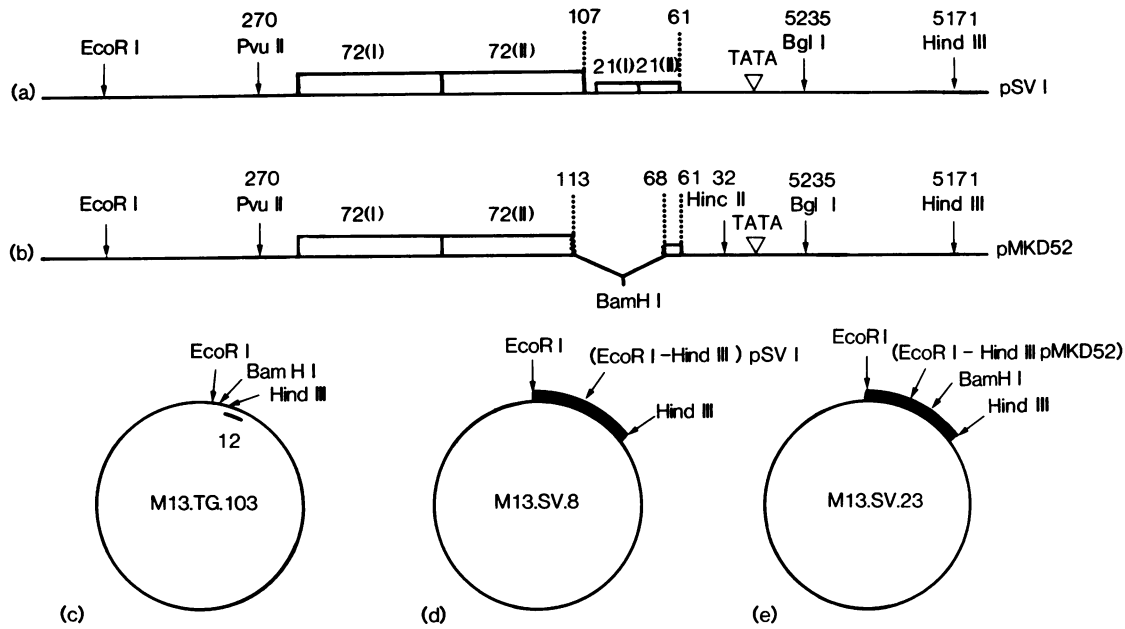 270 107 61 5235 5171
EcoR I Pvu II 72(I) 72(II) 21(I) 21(II) TATA Bgl I Hind III
(a) pSV I
270 113 68 61 32 5235 5171
EcoR I Pvu II 72(I) 72(II) Hinc II TATA Bgl I Hind III
(b) pMKD52
BamH I
EcoR I
Bam H I
Hind III
12
M13.TG.103
(c)
EcoR I
(EcoR I-Hind III) pSV I
Hind III
M13.SV.8
(d)
EcoR I
(EcoR I - Hind III pMKD52)
BamH I
Hind III
M13.SV.23
(e)